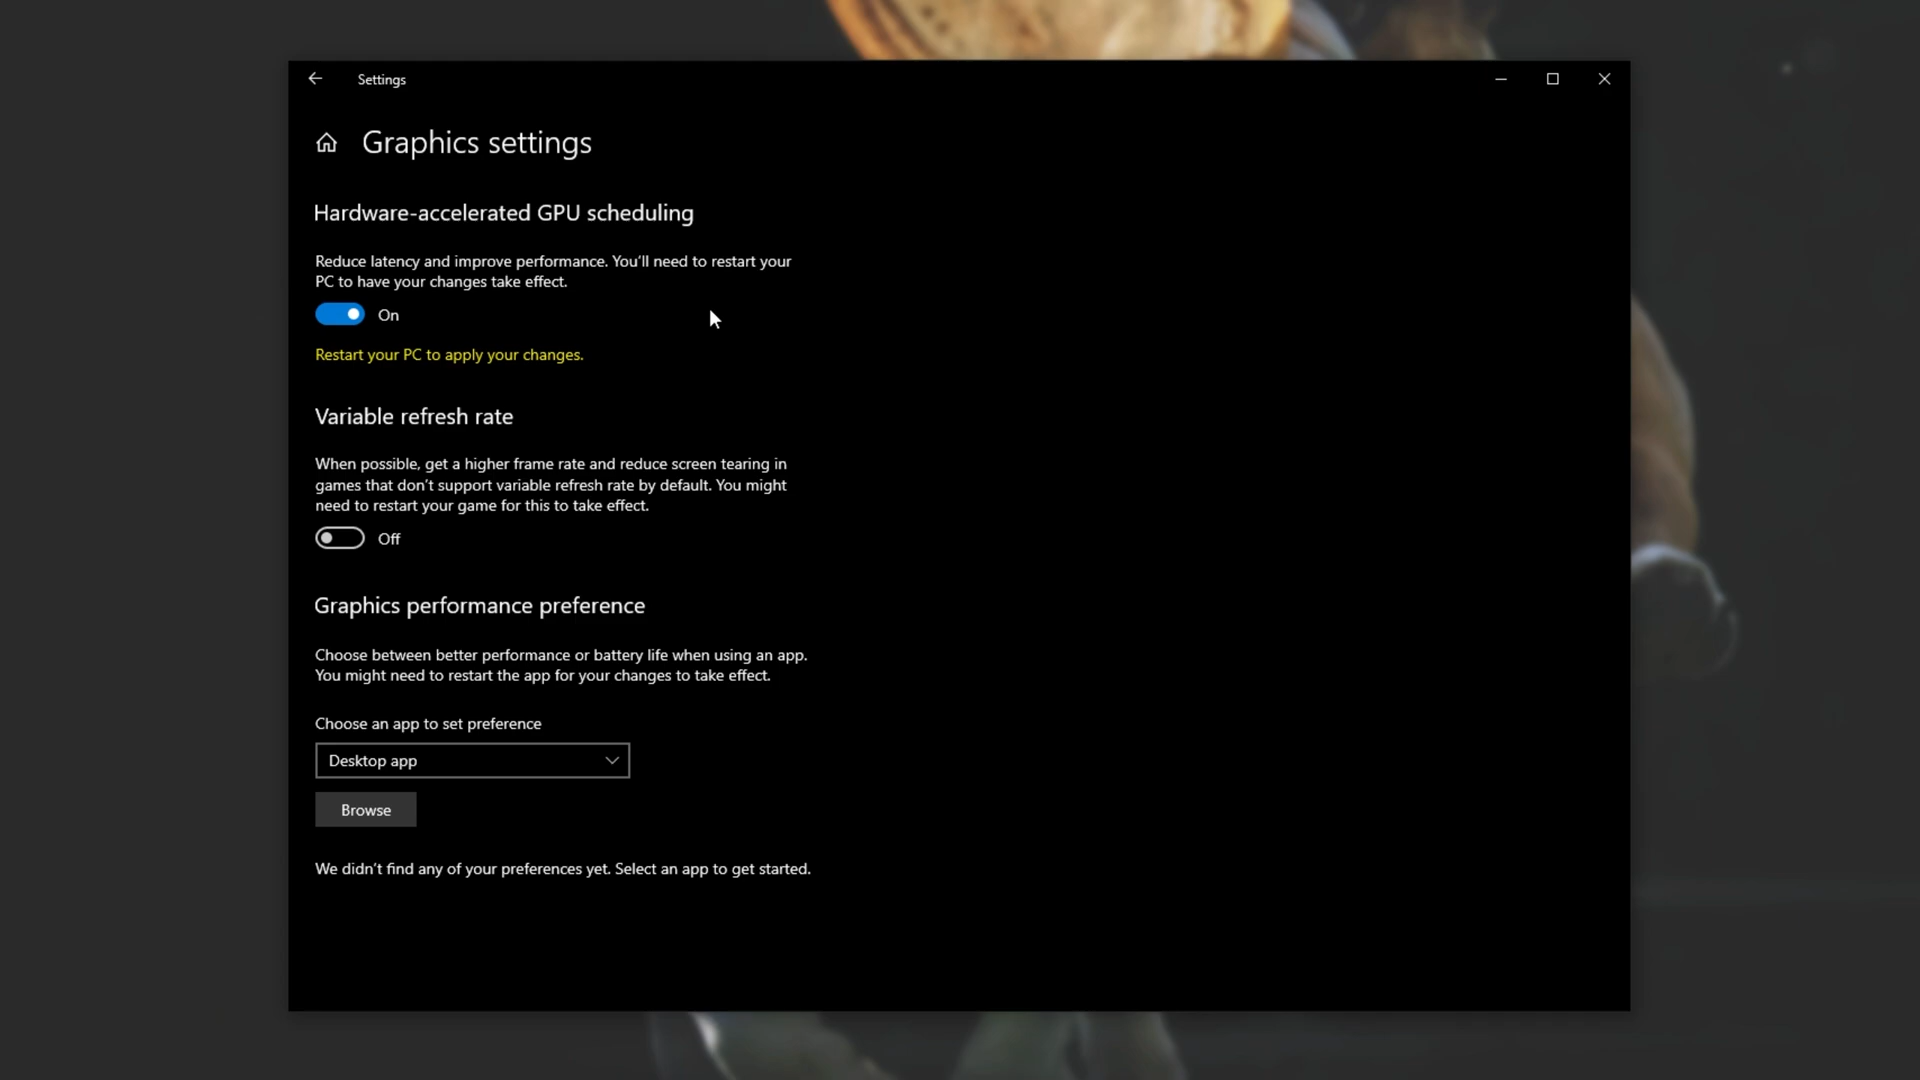 Settings
Graphics settings
Hardware-accelerated GPU scheduling
Reduce latency and improve performance. You'll need to restart your
PC to have your changes take effect.
On
Restart your PC to apply your changes.
Variable refresh rate
When possible, get a higher frame rate and reduce screen tearing in
games that don't support variable refresh rate by default. You might
need to restart your game for this to take effect.
Off
Graphics performance preference
Choose between better performance or battery life when using an app.
You might need to restart the app for your changes to take effect.
Choose an app to set preference
Desktop app
Browse
We didn't find any of your preferences yet. Select an app to get started.